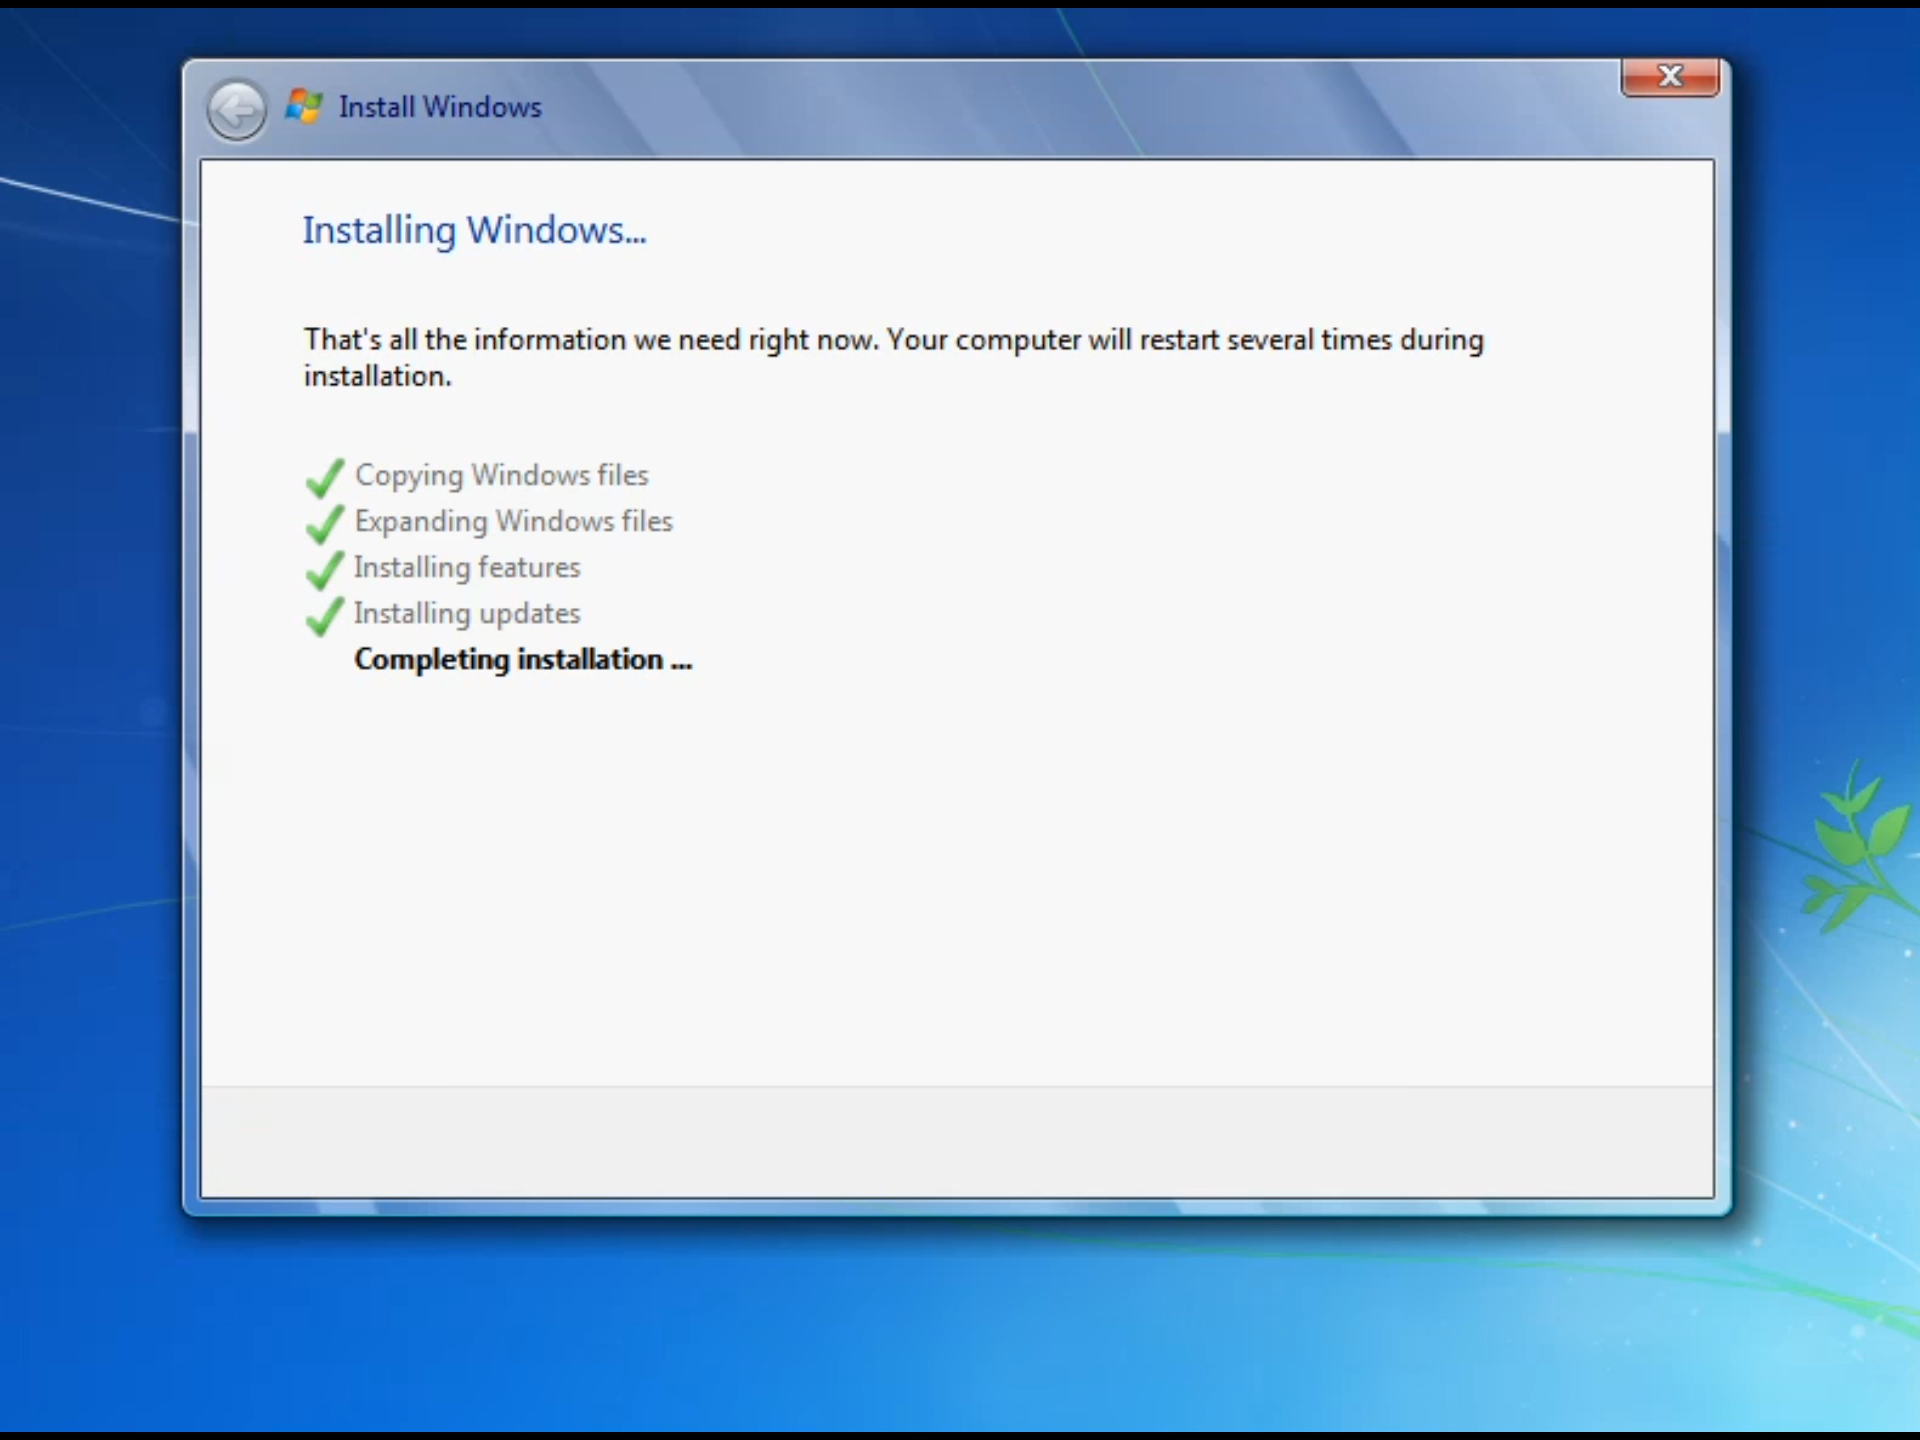 Install Windows
Installing Windows...
That's all the information we need right now. Your computer will restart several times during
installation.
Copying Windows files
Expanding Windows files
Installing features
Installing updates
Completing installation ...